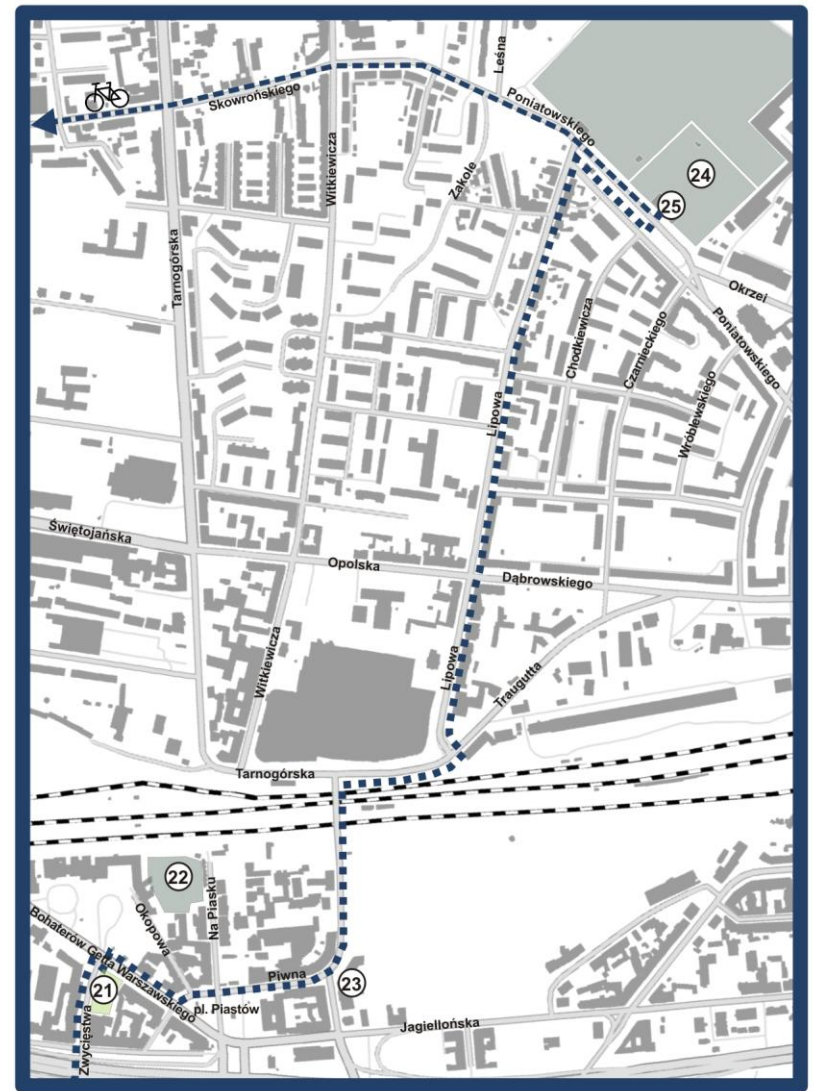 Leśna
Skowrońskiego
Poniatowskiego
Witkiewicza
Zakole
24
25
Tarnogórska
Okrzei
Chodkiewicza
Czarnieckiego
Poniatowskiego
Wróblewskiego
Lipowa
Świętojańska
Opolska
Dąbrowskiego
Witkiewicza
Lipowa
Traugutta
Tarnogórska
22
Okopowa
Na Piasku
Bohaterów Getta Warszawskiego
Piwna
23
21
pl. Piastów
Zwycięstwa
Jagiellońska